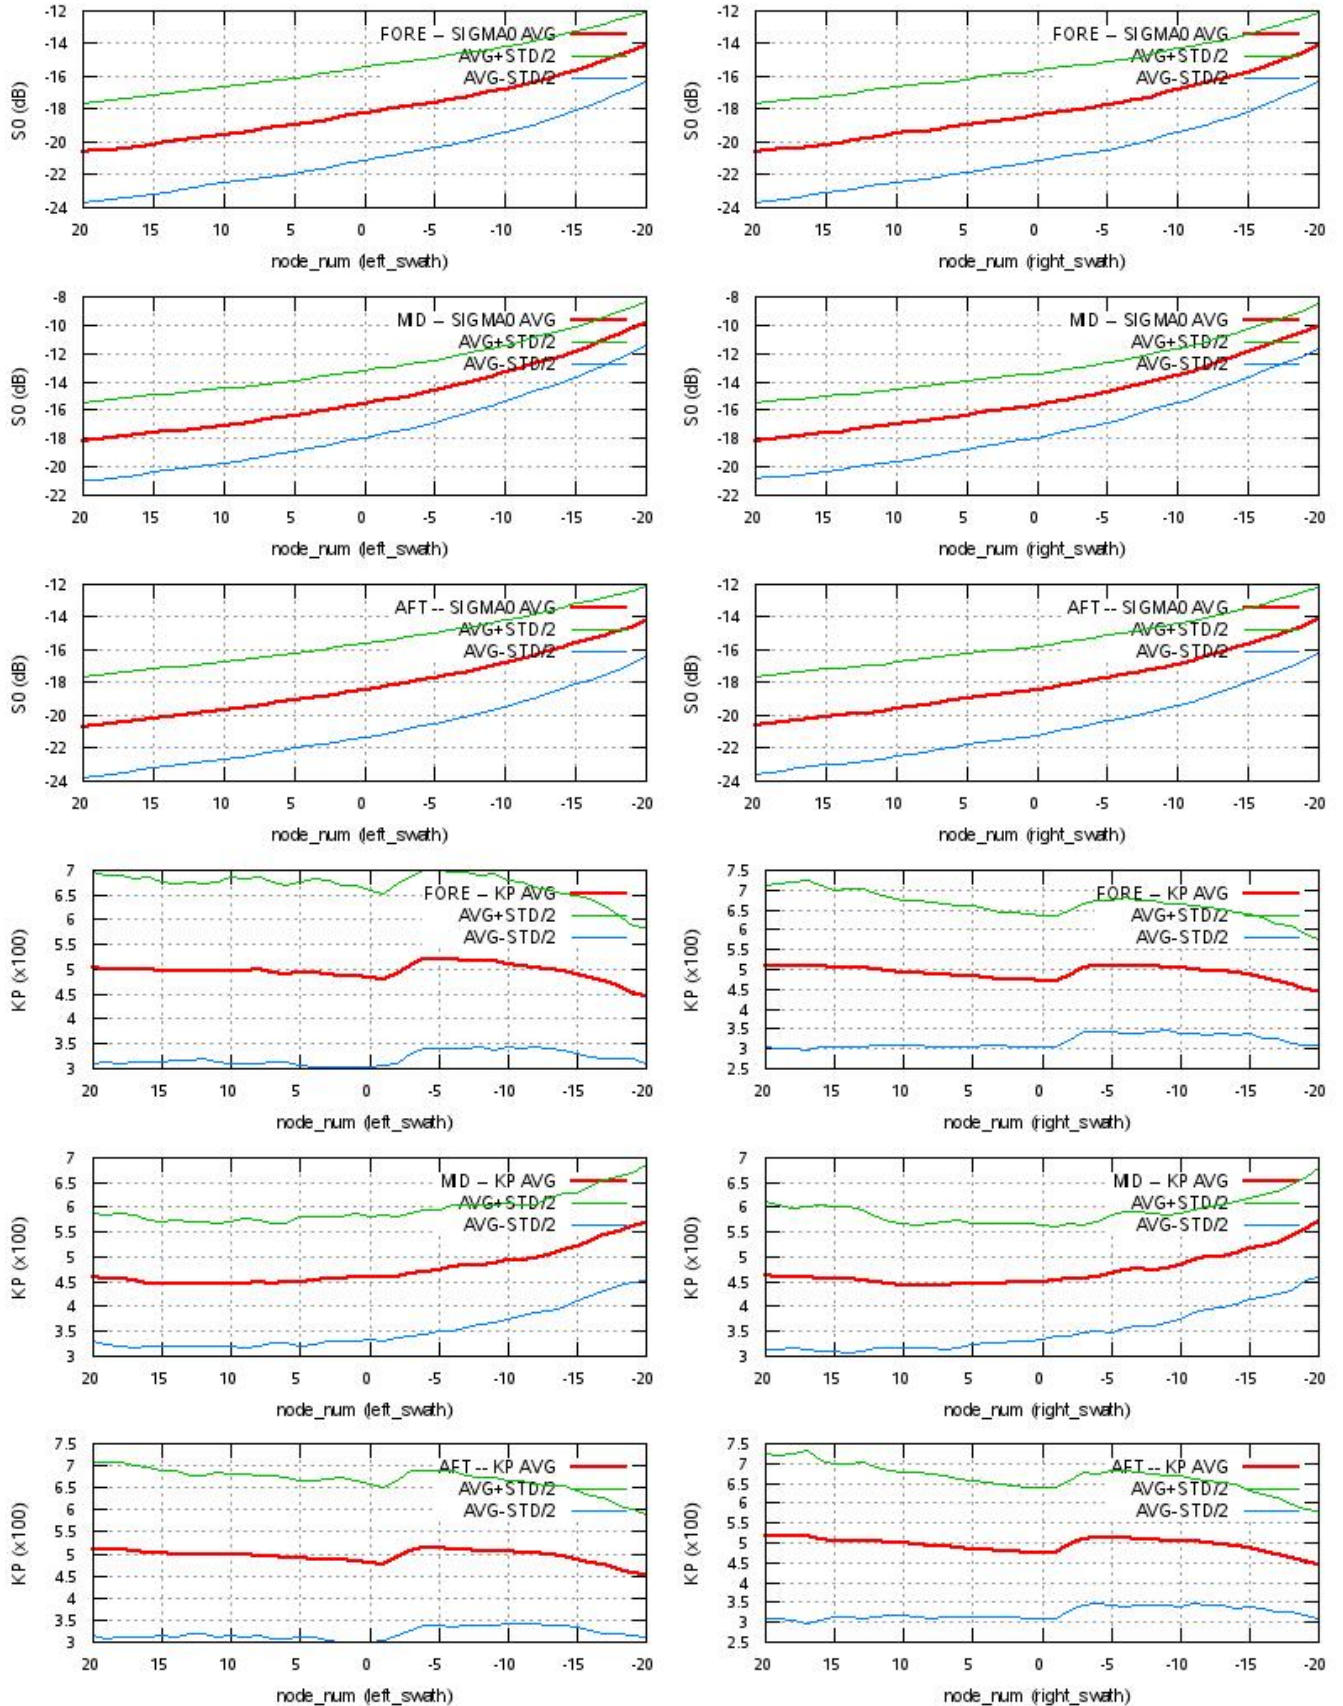 -12
-14
-16
-18
-20
-22
-24
S0 (dB)
FORE -- SIGMA0 AVG
AVG+STD/2
AVG-STD/2
20 15 10 5 0 -5 -10 -15 -20
node_num (left_swath)
-12
-14
-16
-18
-20
-22
-24
S0 (dB)
FORE -- SIGMA0 AVG
AVG+STD/2
AVG-STD/2
20 15 10 5 0 -5 -10 -15 -20
node_num (right_swath)
-8
-10
-12
-14
-16
-18
-20
-22
S0 (dB)
MID -- SIGMA0 AVG
AVG+STD/2
AVG-STD/2
20 15 10 5 0 -5 -10 -15 -20
node_num (left_swath)
-8
-10
-12
-14
-16
-18
-20
-22
S0 (dB)
MID -- SIGMA0 AVG
AVG+STD/2
AVG-STD/2
20 15 10 5 0 -5 -10 -15 -20
node_num (right_swath)
-12
-14
-16
-18
-20
-22
-24
S0 (dB)
AFT -- SIGMA0 AVG
AVG+STD/2
AVG-STD/2
20 15 10 5 0 -5 -10 -15 -20
node_num (left_swath)
-12
-14
-16
-18
-20
-22
-24
S0 (dB)
AFT -- SIGMA0 AVG
AVG+STD/2
AVG-STD/2
20 15 10 5 0 -5 -10 -15 -20
node_num (right_swath)
7
6.5
6
5.5
5
4.5
4
3.5
3
KP (x100)
FORE -- KP AVG
AVG+STD/2
AVG-STD/2
20 15 10 5 0 -5 -10 -15 -20
node_num (left_swath)
7.5
7
6.5
6
5.5
5
4.5
4
3.5
3
2.5
KP (x100)
FORE -- KP AVG
AVG+STD/2
AVG-STD/2
20 15 10 5 0 -5 -10 -15 -20
node_num (right_swath)
7
6.5
6
5.5
5
4.5
4
3.5
3
KP (x100)
MID -- KP AVG
AVG+STD/2
AVG-STD/2
20 15 10 5 0 -5 -10 -15 -20
node_num (left_swath)
7
6.5
6
5.5
5
4.5
4
3.5
3
KP (x100)
MID -- KP AVG
AVG+STD/2
AVG-STD/2
20 15 10 5 0 -5 -10 -15 -20
node_num (right_swath)
7.5
7
6.5
6
5.5
5
4.5
4
3.5
3
KP (x100)
AFT -- KP AVG
AVG+STD/2
AVG-STD/2
20 15 10 5 0 -5 -10 -15 -20
node_num (left_swath)
7.5
7
6.5
6
5.5
5
4.5
4
3.5
3
2.5
KP (x100)
AFT -- KP AVG
AVG+STD/2
AVG-STD/2
20 15 10 5 0 -5 -10 -15 -20
node_num (right_swath)